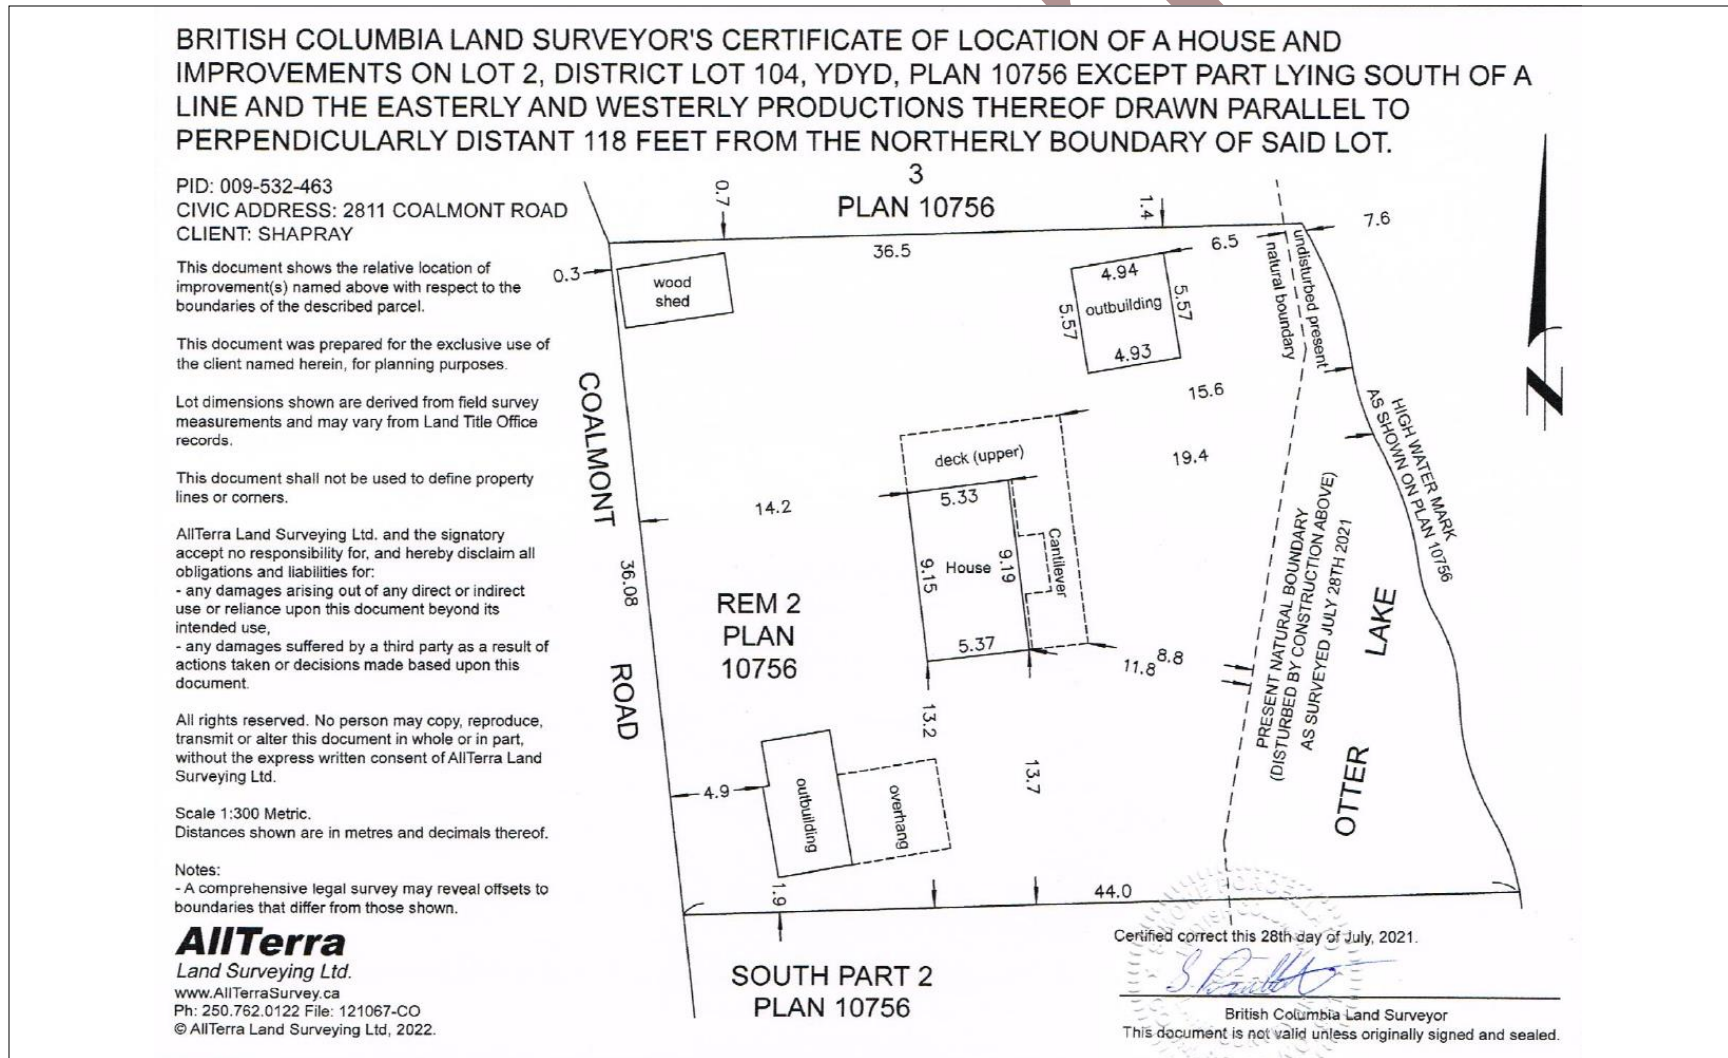 BRITISH COLUMBIA LAND SURVEYOR'S CERTIFICATE OF LOCATION OF A HOUSE AND
IMPROVEMENTS ON LOT 2, DISTRICT LOT 104, YDYD, PLAN 10756 EXCEPT PART LYING SOUTH OF A
LINE AND THE EASTERLY AND WESTERLY PRODUCTIONS THEREOF DRAWN PARALLEL TO
PERPENDICULARLY DISTANT 118 FEET FROM THE NORTHERLY BOUNDARY OF SAID LOT.
PID: 009-532-463
CIVIC ADDRESS: 2811 COALMONT ROAD
CLIENT: SHAPRAY
This document shows the relative location of
improvement(s) named above with respect to the
boundaries of the described parcel.
This document was prepared for the exclusive use of
the client named herein, for planning purposes.
Lot dimensions shown are derived from field survey
measurements and may vary from Land Title Office
records.
This document shall not be used to define property
lines or corners.
AllTerra Land Surveying Ltd. and the signatory
accept no responsibility for, and hereby disclaim all
obligations and liabilities for:
- any damages arising out of any direct or indirect
use or reliance upon this document beyond its
intended use,
- any damages suffered by a third party as a result of
actions taken or decisions made based upon this
document.
All rights reserved. No person may copy, reproduce,
transmit or alter this document in whole or in part,
without the express written consent of AllTerra Land
Surveying Ltd.
Scale 1:300 Metric.
Distances shown are in metres and decimals thereof.
Notes:
- A comprehensive legal survey may reveal offsets to
boundaries that differ from those shown.
AllTerra
Land Surveying Ltd.
www.AllTerraSurvey.ca
Ph: 250.762.0122 File: 121067-CO
© AllTerra Land Surveying Ltd, 2022.
3
PLAN 10756
0.7
1.4
7.6
36.5
6.5
0.3
wood
shed
4.94
outbuilding
5.57
5.57
4.93
undisturbed present
natural boundary
15.6
19.4
HIGH WATER MARK
AS SHOWN ON PLAN 10756
N
COALMONT
ROAD
36.08
14.2
deck (upper)
5.33
9.15
House
9.19
Cantilever
5.37
8.8
11.8
REM 2
PLAN
10756
13.2
13.7
PRESENT NATURAL BOUNDARY
(DISTURBED BY CONSTRUCTION ABOVE)
AS SURVEYED JULY 28TH 2021
OTTER LAKE
4.9
outbuilding
overhang
1.9
44.0
SOUTH PART 2
PLAN 10756
Certified correct this 28th day of July, 2021.
British Columbia Land Surveyor
This document is not valid unless originally signed and sealed.